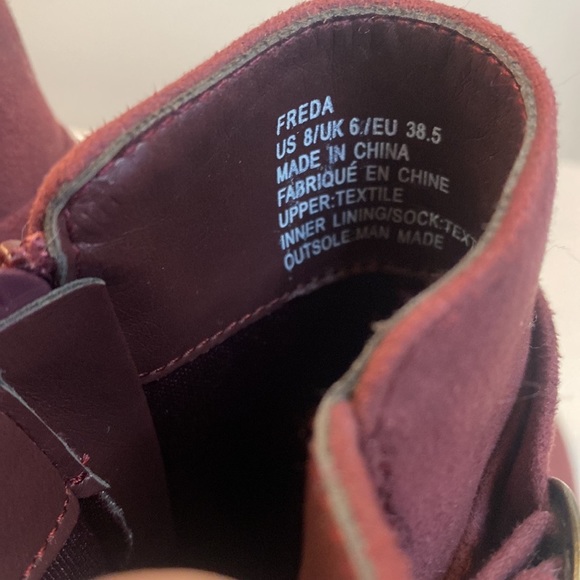 FREDA
US 8/UK 6/EU 38.5
MADE IN CHINA
FABRIQUÉ EN CHINE
UPPER:TEXTILE
INNER LINING/SOCK:TEXT
OUTSOLE:MAN MADE